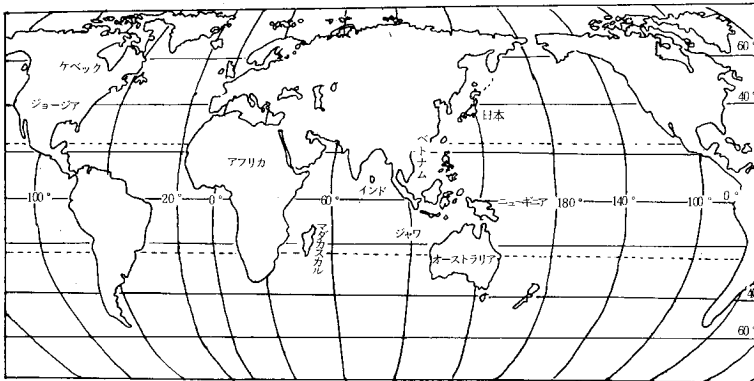 60°
ケベック
ジョージア
40°
日本
ベトナム
アフリカ
インド
100°
20°
0°
60°
ニューギニア
180°
140°
100°
0°
ジャワ
マダカスカル
オーストラリア
60°